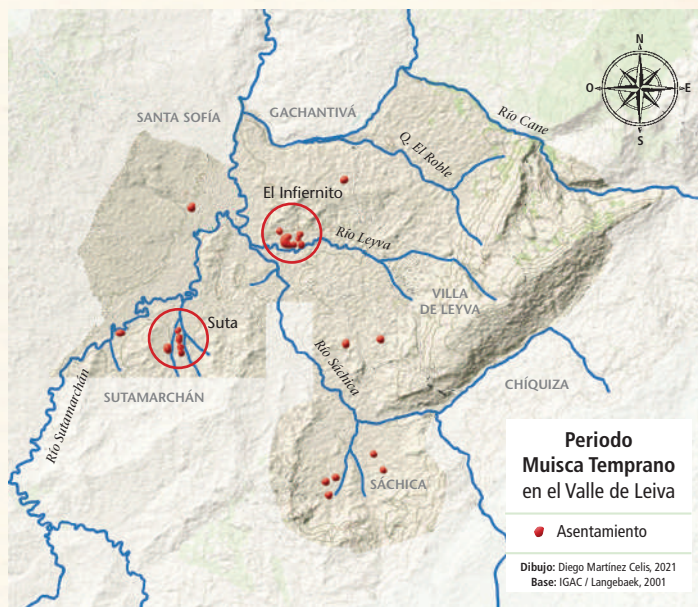 N
O
E
S
SANTA SOFÍA
GACHANTIVÁ
Río Cane
Q. El Roble
El Infiernito
Río Leyva
VILLA
DE LEYVA
Suta
Río Sáchica
CHÍQUIZA
SUTAMARCHÁN
Río Sutamarchán
SÁCHICA
Periodo
Muisca Temprano
en el Valle de Leiva
Asentamiento
Dibujo: Diego Martínez Celis, 2021
Base: IGAC / Langebaek, 2001